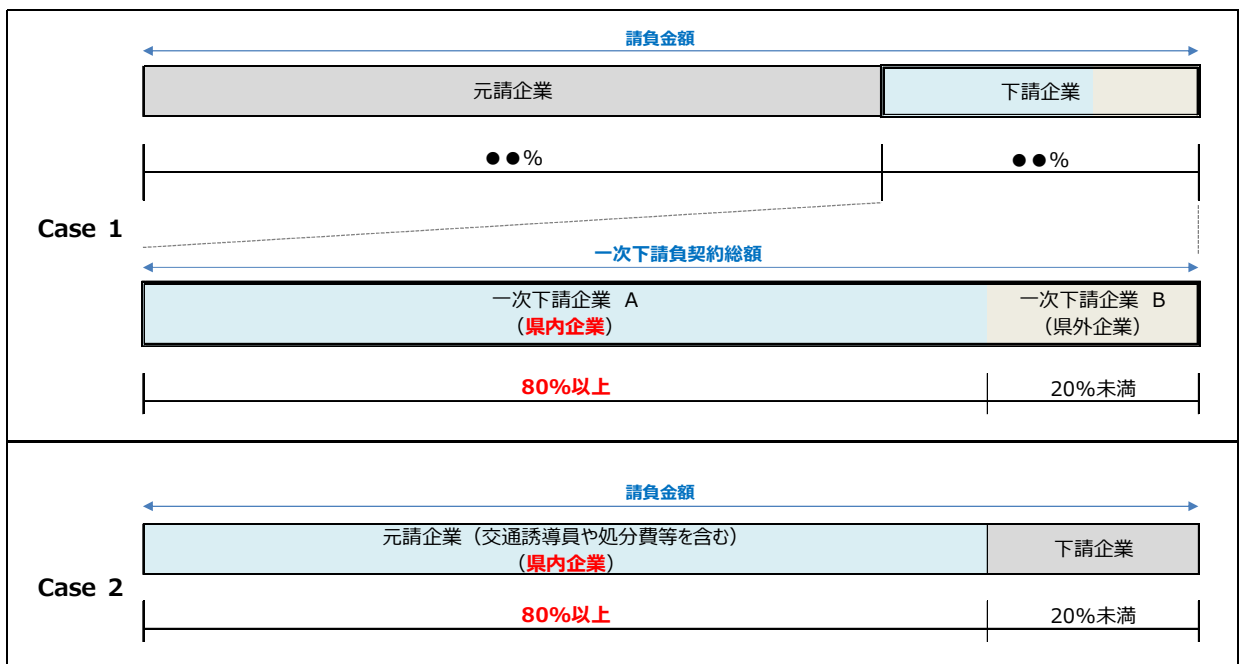 請負金額
元請企業
下請企業
●●%
●●%
Case 1
一次下請負契約総額
一次下請企業 A
(県内企業)
一次下請企業 B
(県外企業)
80%以上
20%未満
請負金額
元請企業(交通誘導員や処分費等を含む)
(県内企業)
下請企業
Case 2
80%以上
20%未満